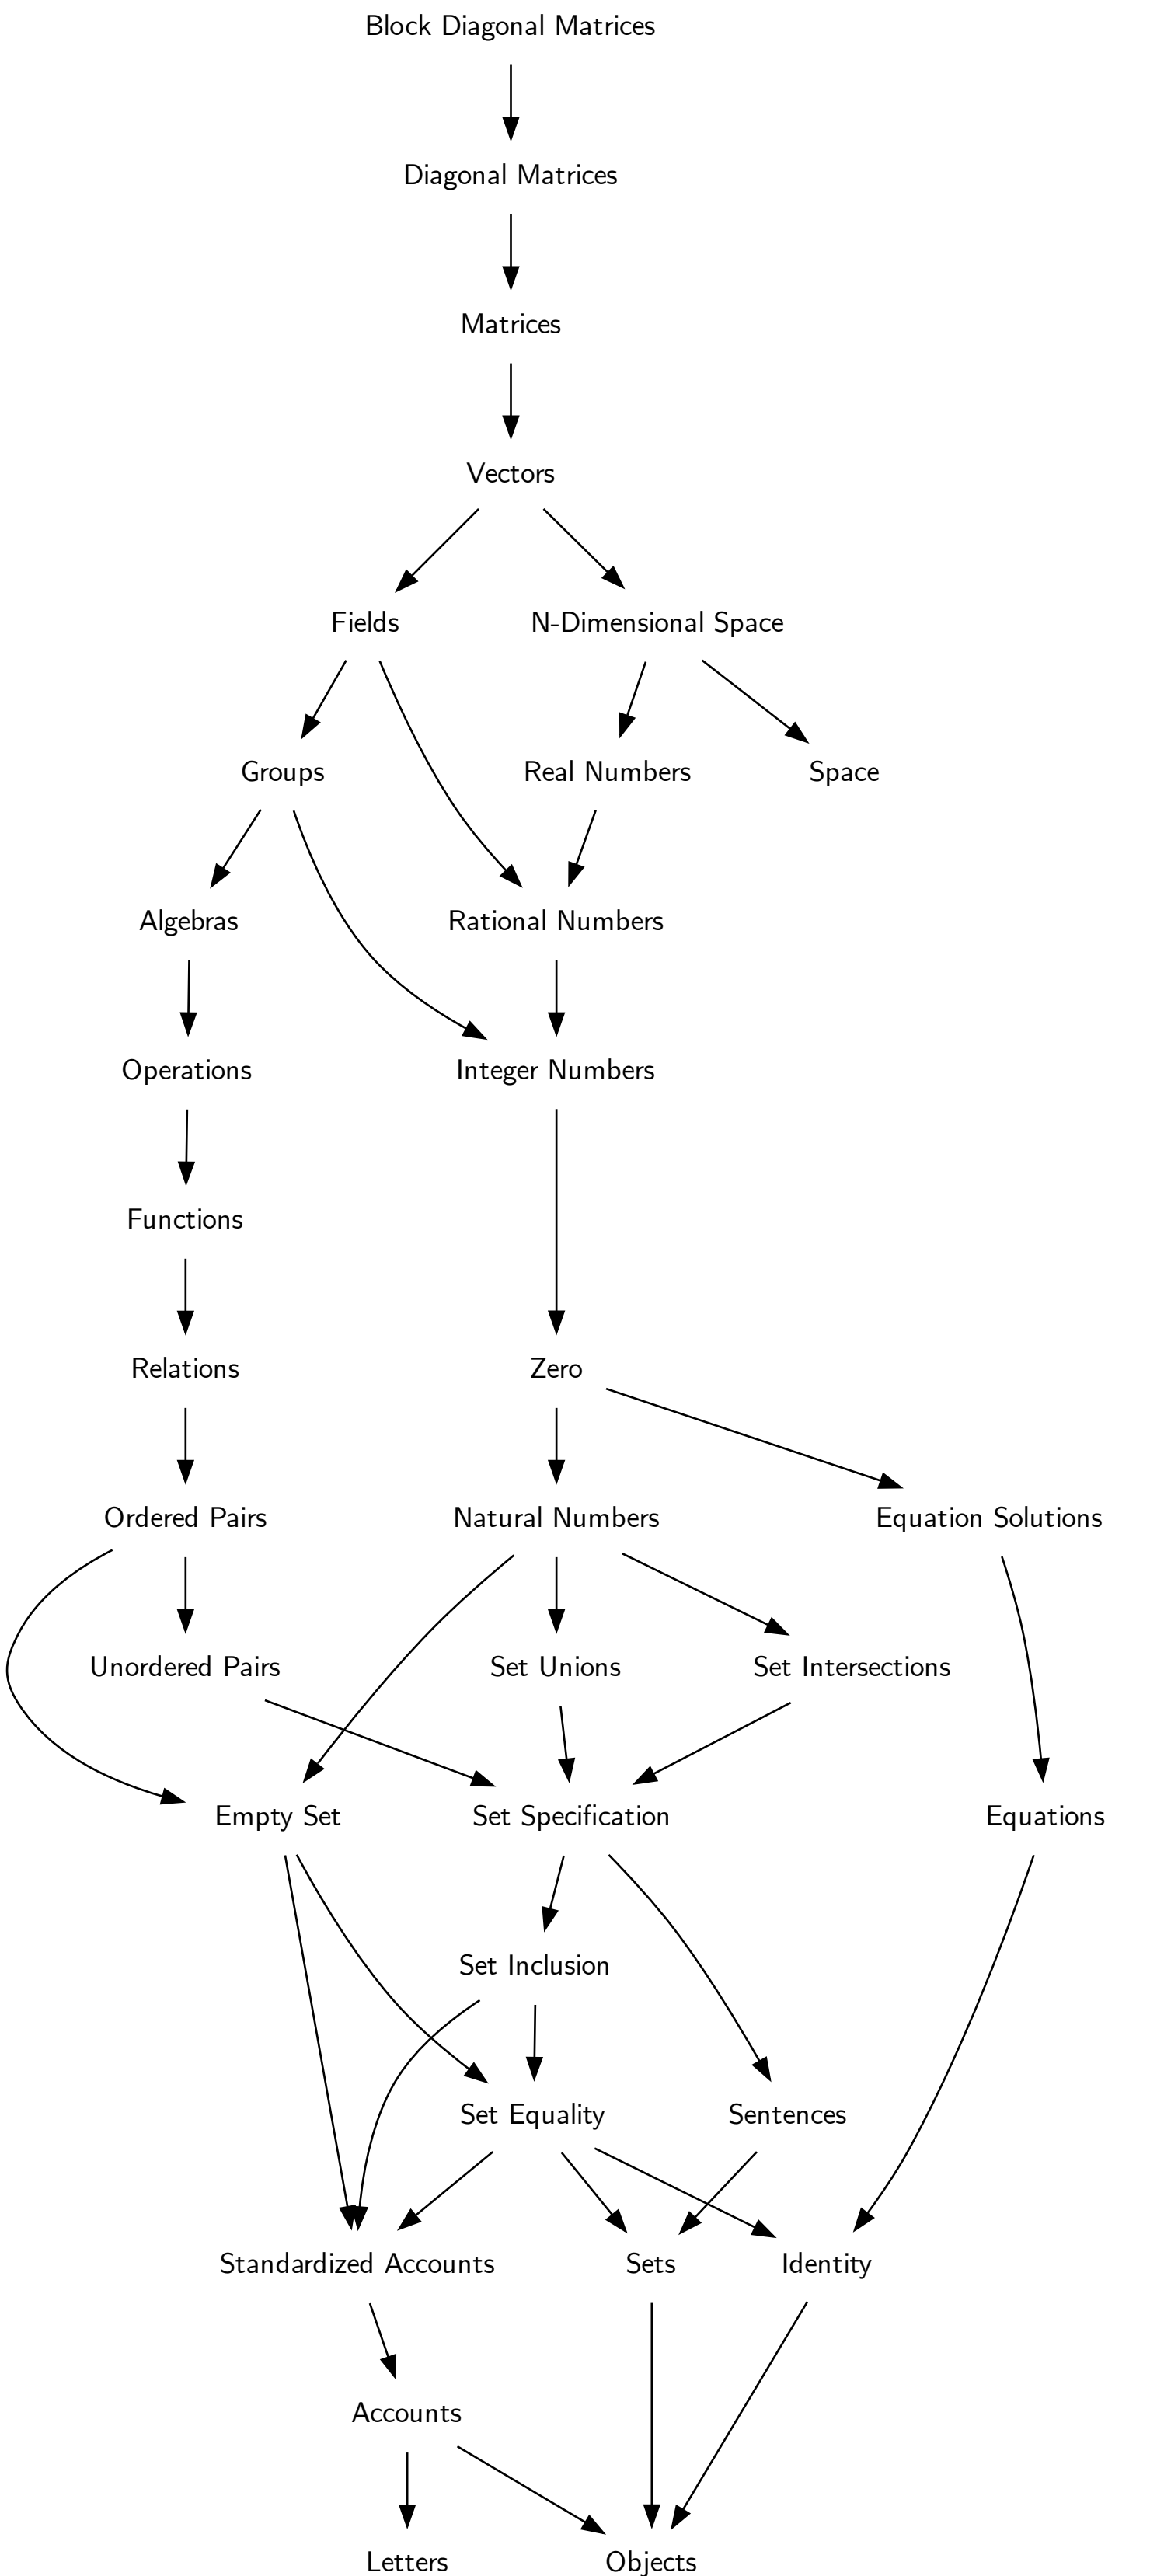 Block Diagonal Matrices
Diagonal Matrices
Matrices
Vectors
Fields
N-Dimensional Space
Groups
Real Numbers
Space
Algebras
Rational Numbers
Operations
Integer Numbers
Functions
Relations
Zero
Ordered Pairs
Natural Numbers
Equation Solutions
Unordered Pairs
Set Unions
Set Intersections
Empty Set
Set Specification
Equations
Set Inclusion
Set Equality
Sentences
Standardized Accounts
Sets
Identity
Accounts
Letters
Objects